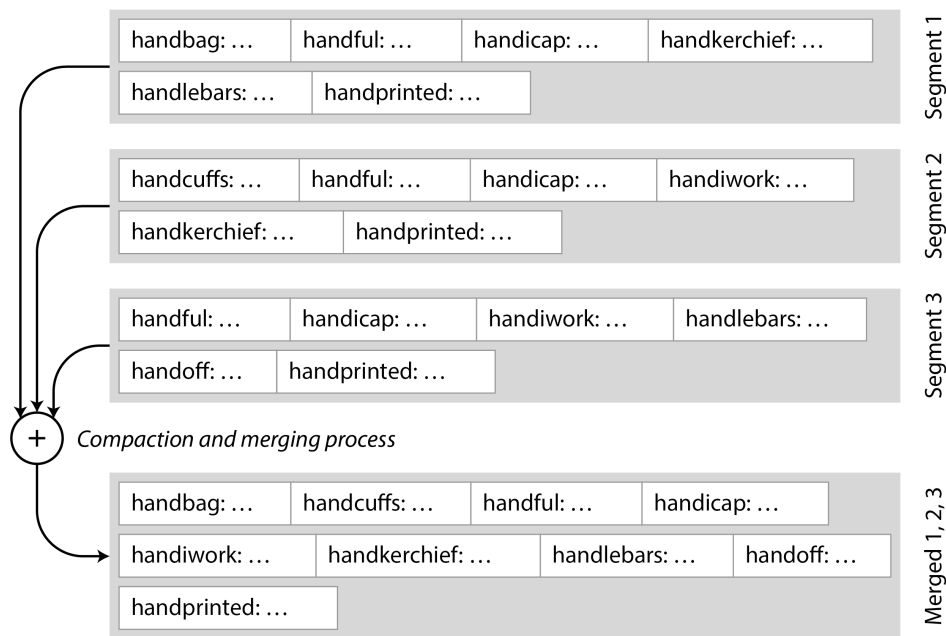 handbag: … handful: … handicap: … handkerchief: …
handlebars: … handprinted: …
Segment 1
handcuffs: … handful: … handicap: … handiwork: …
handkerchief: … handprinted: …
Segment 2
handful: … handicap: … handiwork: … handlebars: …
handoff: … handprinted: …
Segment 3
+ Compaction and merging process
handbag: … handcuffs: … handful: … handicap: …
handiwork: … handkerchief: … handlebars: … handoff: …
handprinted: …
Merged 1, 2, 3